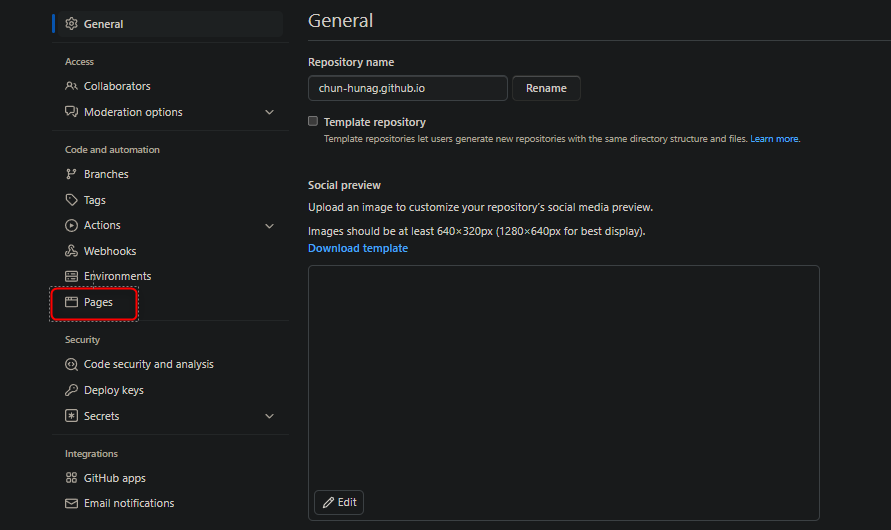 General
Access
Collaborators
Moderation options
Code and automation
Branches
Tags
Actions
Webhooks
Environments
Pages
Security
Code security and analysis
Deploy keys
Secrets
Integrations
GitHub apps
Email notifications
General
Repository name
chun-hunag.github.io
Rename
Template repository
Template repositories let users generate new repositories with the same directory structure and files. Learn more.
Social preview
Upload an image to customize your repository's social media preview.
Images should be at least 640×320px (1280×640px for best display).
Download template
Edit